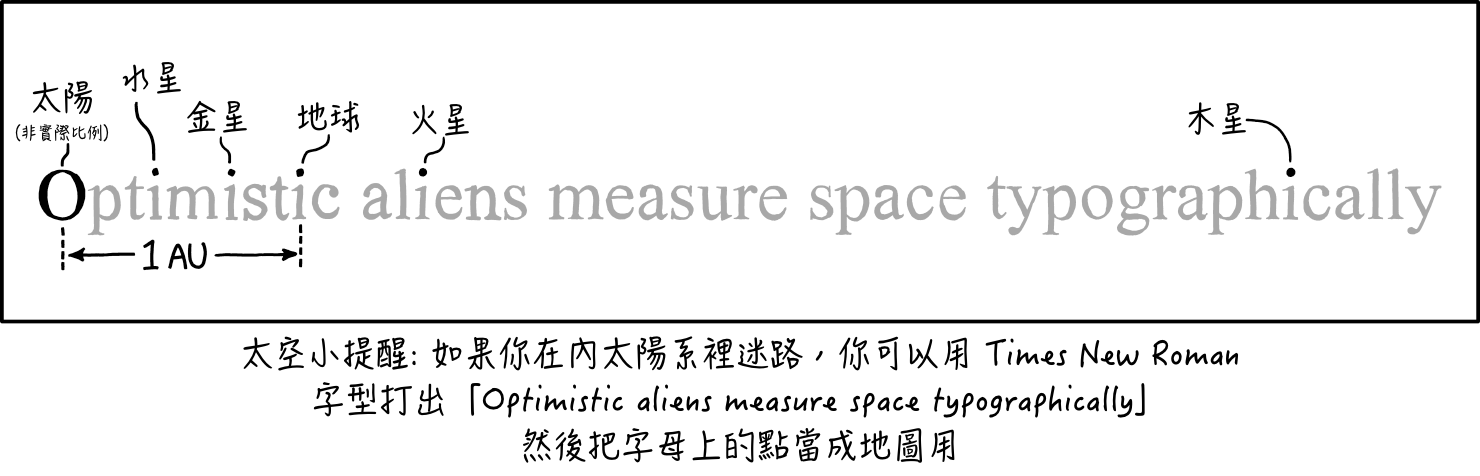 太陽
(非實際比例)
水星
金星
地球
火星
木星
Optimistic aliens measure space typographically
1 AU
太空小提醒: 如果你在內太陽系裡迷路，你可以用 Times New Roman
字型打出「Optimistic aliens measure space typographically」
然後把字母上的點當成地圖用